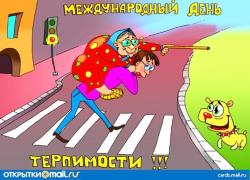 МЕЖДУНАРОДНЫЙ ДЕНЬ
ТЕРПИМОСТИ !!!
ОТКРЫТКИ@mail.ru
cards.mail.ru